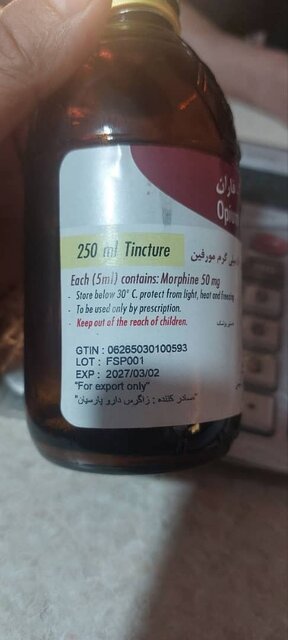 فاران
Opium
250 ml Tincture
گرم مورفین
Each (5ml) contains: Morphine 50 mg
- Store below 30° C. protect from light, heat and freezing
- To be used only by prescription.
- Keep out of the reach of children.
GTIN : 06265030100593
LOT : FSP001
EXP : 2027/03/02
"For export only"
"صادر کننده : زاگرس دارو پارسیان"